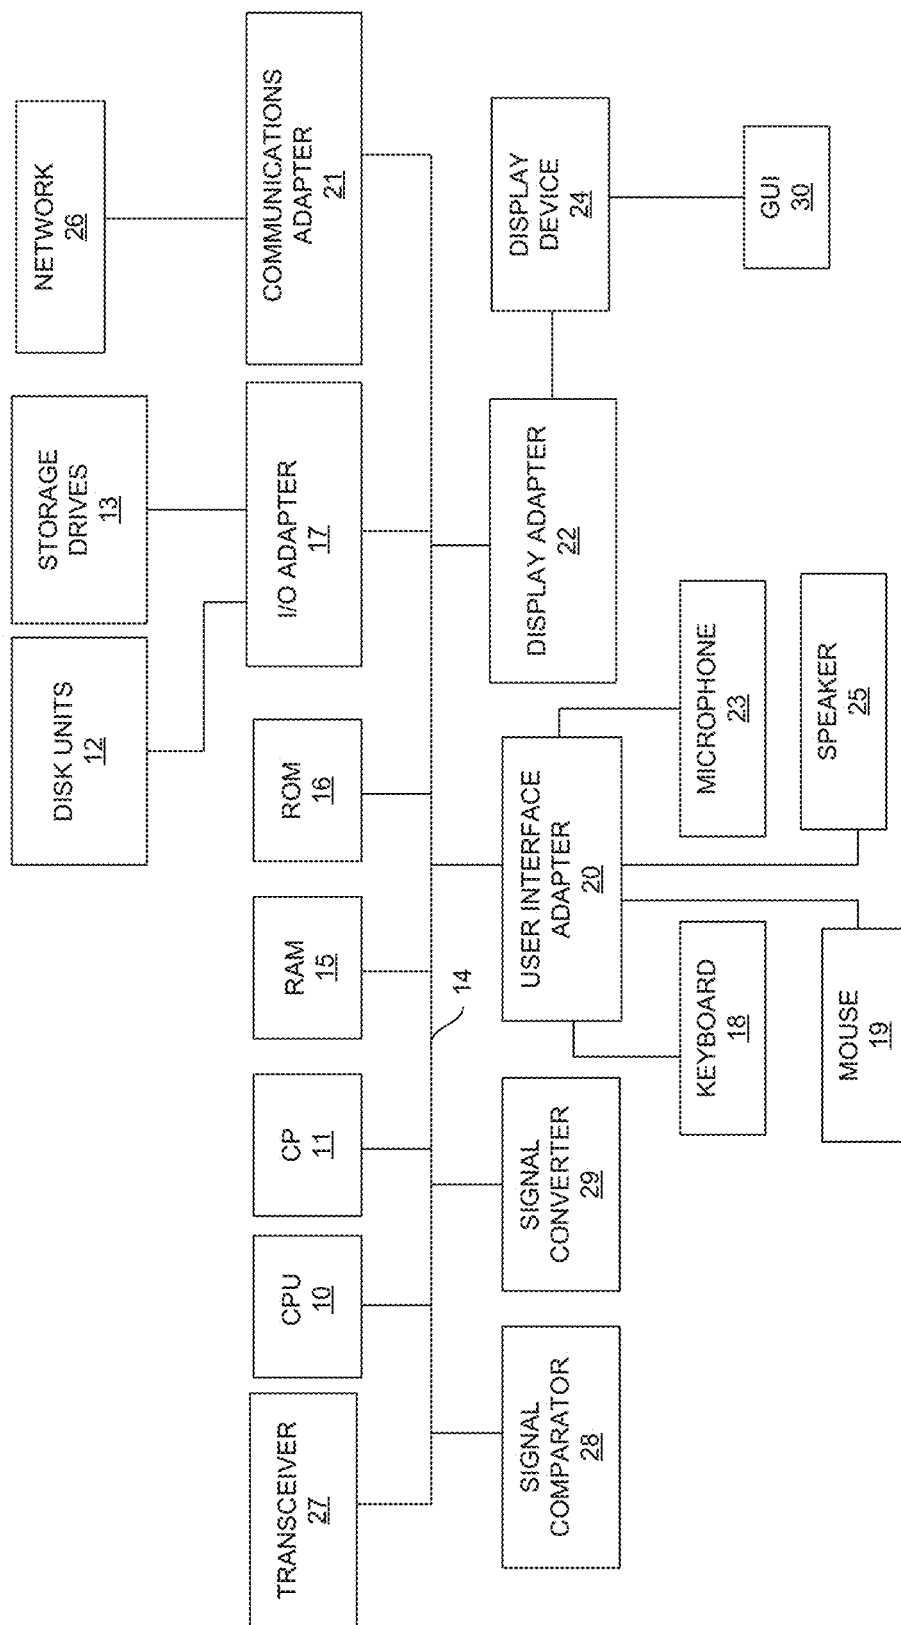 TRANSCEIVER
27
CPU
10
CP
11
RAM
15
ROM
16
DISK UNITS
12
STORAGE
DRIVES
13
I/O ADAPTER
17
NETWORK
26
COMMUNICATIONS
ADAPTER
21
14
SIGNAL
COMPARATOR
28
SIGNAL
CONVERTER
29
USER INTERFACE
ADAPTER
20
KEYBOARD
18
MOUSE
19
MICROPHONE
23
SPEAKER
25
DISPLAY ADAPTER
22
DISPLAY
DEVICE
24
GUI
30